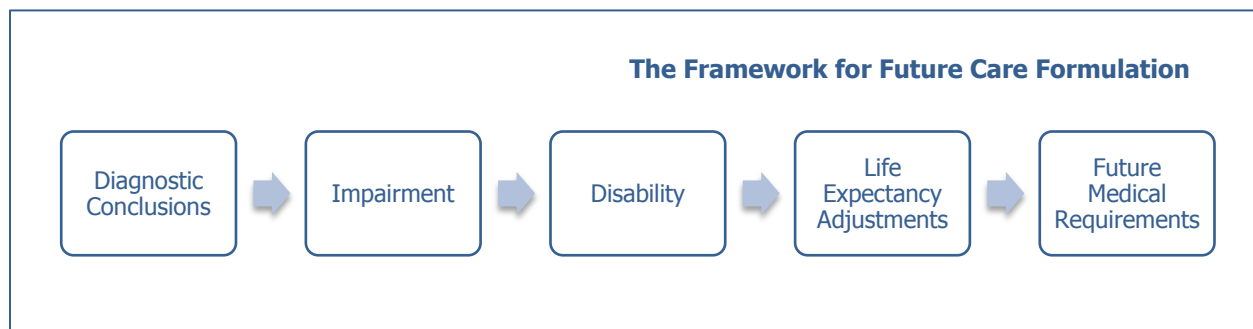 The Framework for Future Care Formulation
Diagnostic
Conclusions
Impairment
Disability
Life
Expectancy
Adjustments
Future
Medical
Requirements